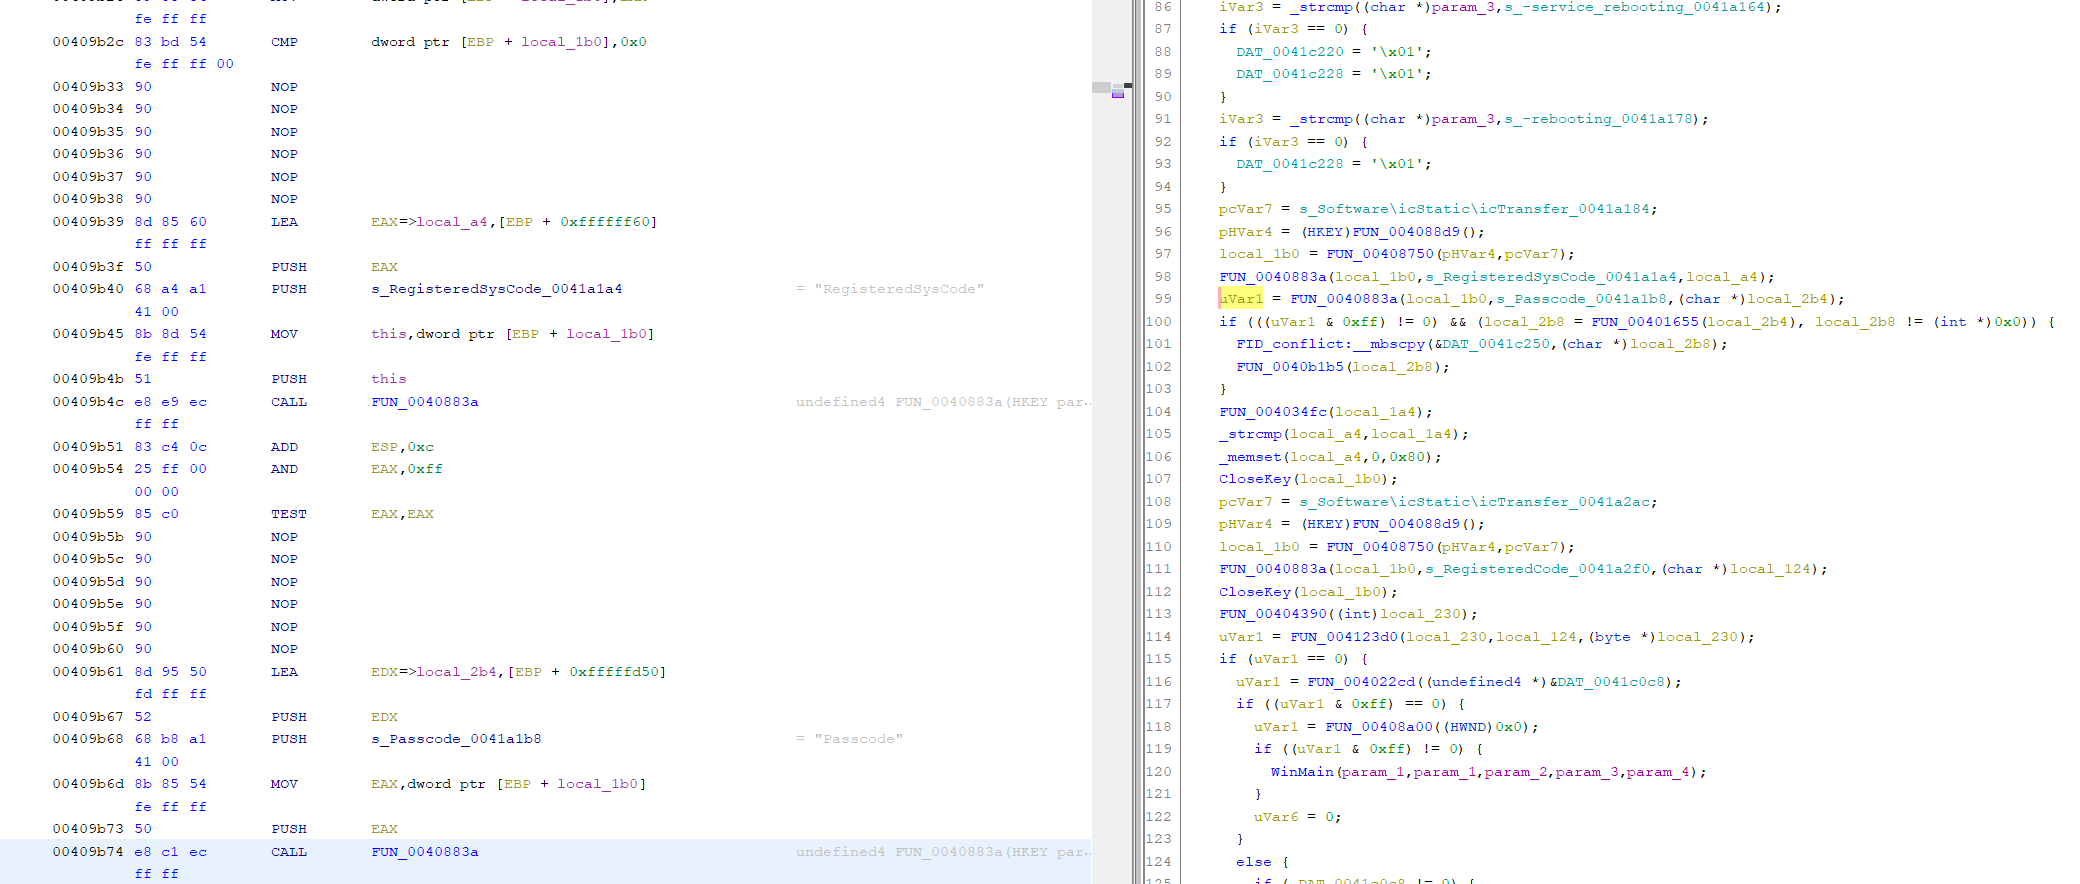 fe ff ff
00409b2c 83 bd 54 CMP dword ptr [EBP + local_1b0],0x0
fe ff ff 00
00409b33 90 NOP
00409b34 90 NOP
00409b35 90 NOP
00409b36 90 NOP
00409b37 90 NOP
00409b38 90 NOP
00409b39 8d 85 60 LEA EAX=>local_a4,[EBP + 0xffffff60]
ff ff ff
00409b3f 50 PUSH EAX
00409b40 68 a4 a1 PUSH s_RegisteredSysCode_0041a1a4 = "RegisteredSysCode"
41 00
00409b45 8b 8d 54 MOV this,dword ptr [EBP + local_1b0]
fe ff ff
00409b4b 51 PUSH this
00409b4c e8 e9 ec CALL FUN_0040883a undefined4 FUN_0040883a(HKEY par..
ff ff
00409b51 83 c4 0c ADD ESP,0xc
00409b54 25 ff 00 AND EAX,0xff
00 00
00409b59 85 c0 TEST EAX,EAX
00409b5b 90 NOP
00409b5c 90 NOP
00409b5d 90 NOP
00409b5e 90 NOP
00409b5f 90 NOP
00409b60 90 NOP
00409b61 8d 95 50 LEA EDX=>local_2b4,[EBP + 0xfffffd50]
fd ff ff
00409b67 52 PUSH EDX
00409b68 68 b8 a1 PUSH s_Passcode_0041a1b8 = "Passcode"
41 00
00409b6d 8b 85 54 MOV EAX,dword ptr [EBP + local_1b0]
fe ff ff
00409b73 50 PUSH EAX
00409b74 e8 c1 ec CALL FUN_0040883a undefined4 FUN_0040883a(HKEY par..
ff ff
86 iVar3 = _strcmp((char *)param_3,s_-service_rebooting_0041a164);
87 if (iVar3 == 0) {
88 DAT_0041c220 = '\x01';
89 DAT_0041c228 = '\x01';
90 }
91 iVar3 = _strcmp((char *)param_3,s_-rebooting_0041a178);
92 if (iVar3 == 0) {
93 DAT_0041c228 = '\x01';
94 }
95 pcVar7 = s_Software\icStatic\icTransfer_0041a184;
96 pHVar4 = (HKEY)FUN_004088d9();
97 local_1b0 = FUN_00408750(pHVar4,pcVar7);
98 FUN_0040883a(local_1b0,s_RegisteredSysCode_0041a1a4,local_a4);
99 uVar1 = FUN_0040883a(local_1b0,s_Passcode_0041a1b8,(char *)local_2b4);
100 if (((uVar1 & 0xff) != 0) && (local_2b8 = FUN_00401655(local_2b4), local_2b8 != (int *)0x0)) {
101 FID_conflict:__mbscpy(&DAT_0041c250,(char *)local_2b8);
102 FUN_0040b1b5(local_2b8);
103 }
104 FUN_004034fc(local_1a4);
105 _strcmp(local_a4,local_1a4);
106 _memset(local_a4,0,0x80);
107 CloseKey(local_1b0);
108 pcVar7 = s_Software\icStatic\icTransfer_0041a2ac;
109 pHVar4 = (HKEY)FUN_004088d9();
110 local_1b0 = FUN_00408750(pHVar4,pcVar7);
111 FUN_0040883a(local_1b0,s_RegisteredCode_0041a2f0,(char *)local_124);
112 CloseKey(local_1b0);
113 FUN_00404390((int)local_230);
114 uVar1 = FUN_004123d0(local_230,local_124,(byte *)local_230);
115 if (uVar1 == 0) {
116 uVar1 = FUN_004022cd((undefined4 *)&DAT_0041c0c8);
117 if ((uVar1 & 0xff) == 0) {
118 uVar1 = FUN_00408a00((HWND)0x0);
119 if ((uVar1 & 0xff) != 0) {
120 WinMain(param_1,param_1,param_2,param_3,param_4);
121 }
122 uVar6 = 0;
123 }
124 else {